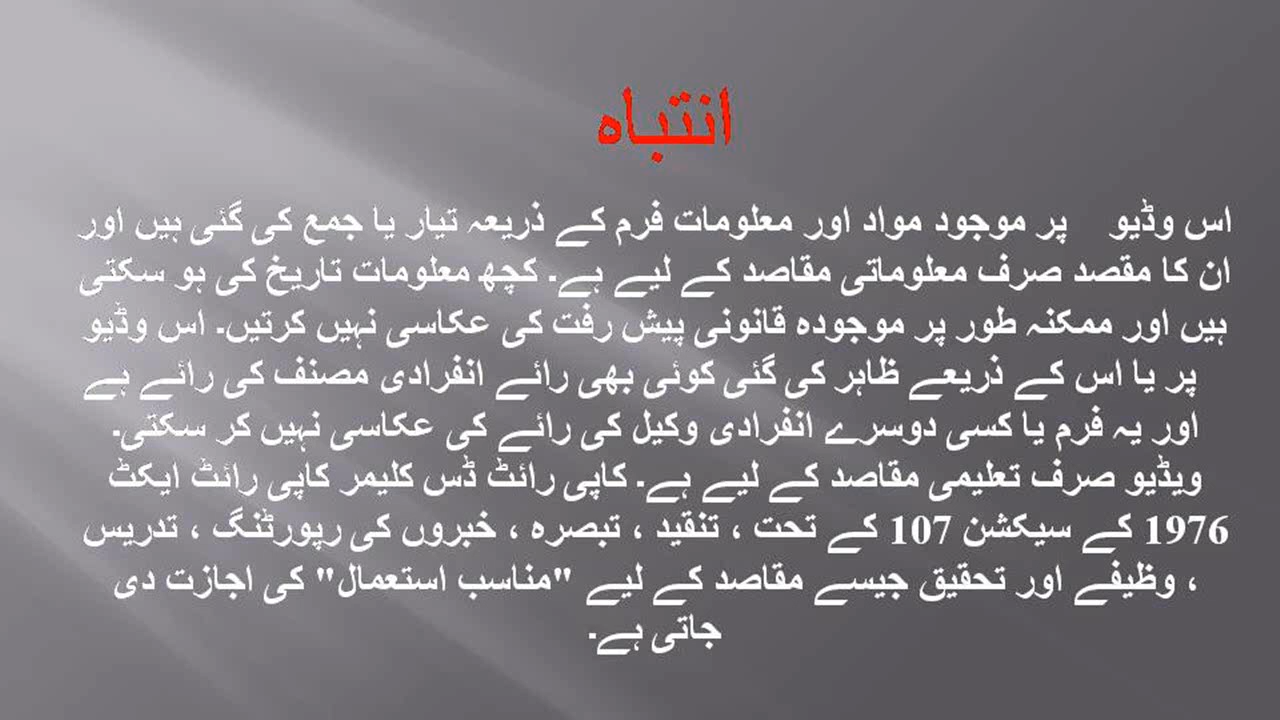 انتباہ
اس وڈیو پر موجود مواد اور معلومات فرم کے ذریعہ تیار یا جمع کی گئی ہیں اور
ان کا مقصد صرف معلوماتی مقاصد کے لیے ہے۔ کچھ معلومات تاریخ کی ہو سکتی
ہیں اور ممکنہ طور پر موجودہ قانونی پیش رفت کی عکاسی نہیں کرتیں۔ اس وڈیو
پر یا اس کے ذریعے ظاہر کی گئی کوئی بھی رائے انفرادی مصنف کی رائے ہے
اور یہ فرم یا کسی دوسرے انفرادی وکیل کی رائے کی عکاسی نہیں کر سکتی۔
ویڈیو صرف تعلیمی مقاصد کے لیے ہے۔ کاپی رائٹ ڈس کلیمر کاپی رائٹ ایکٹ
1976 کے سیکشن 107 کے تحت ، تنقید ، تبصرہ ، خبروں کی رپورٹنگ ، تدریس
، وظیفے اور تحقیق جیسے مقاصد کے لیے "مناسب استعمال" کی اجازت دی
جاتی ہے۔